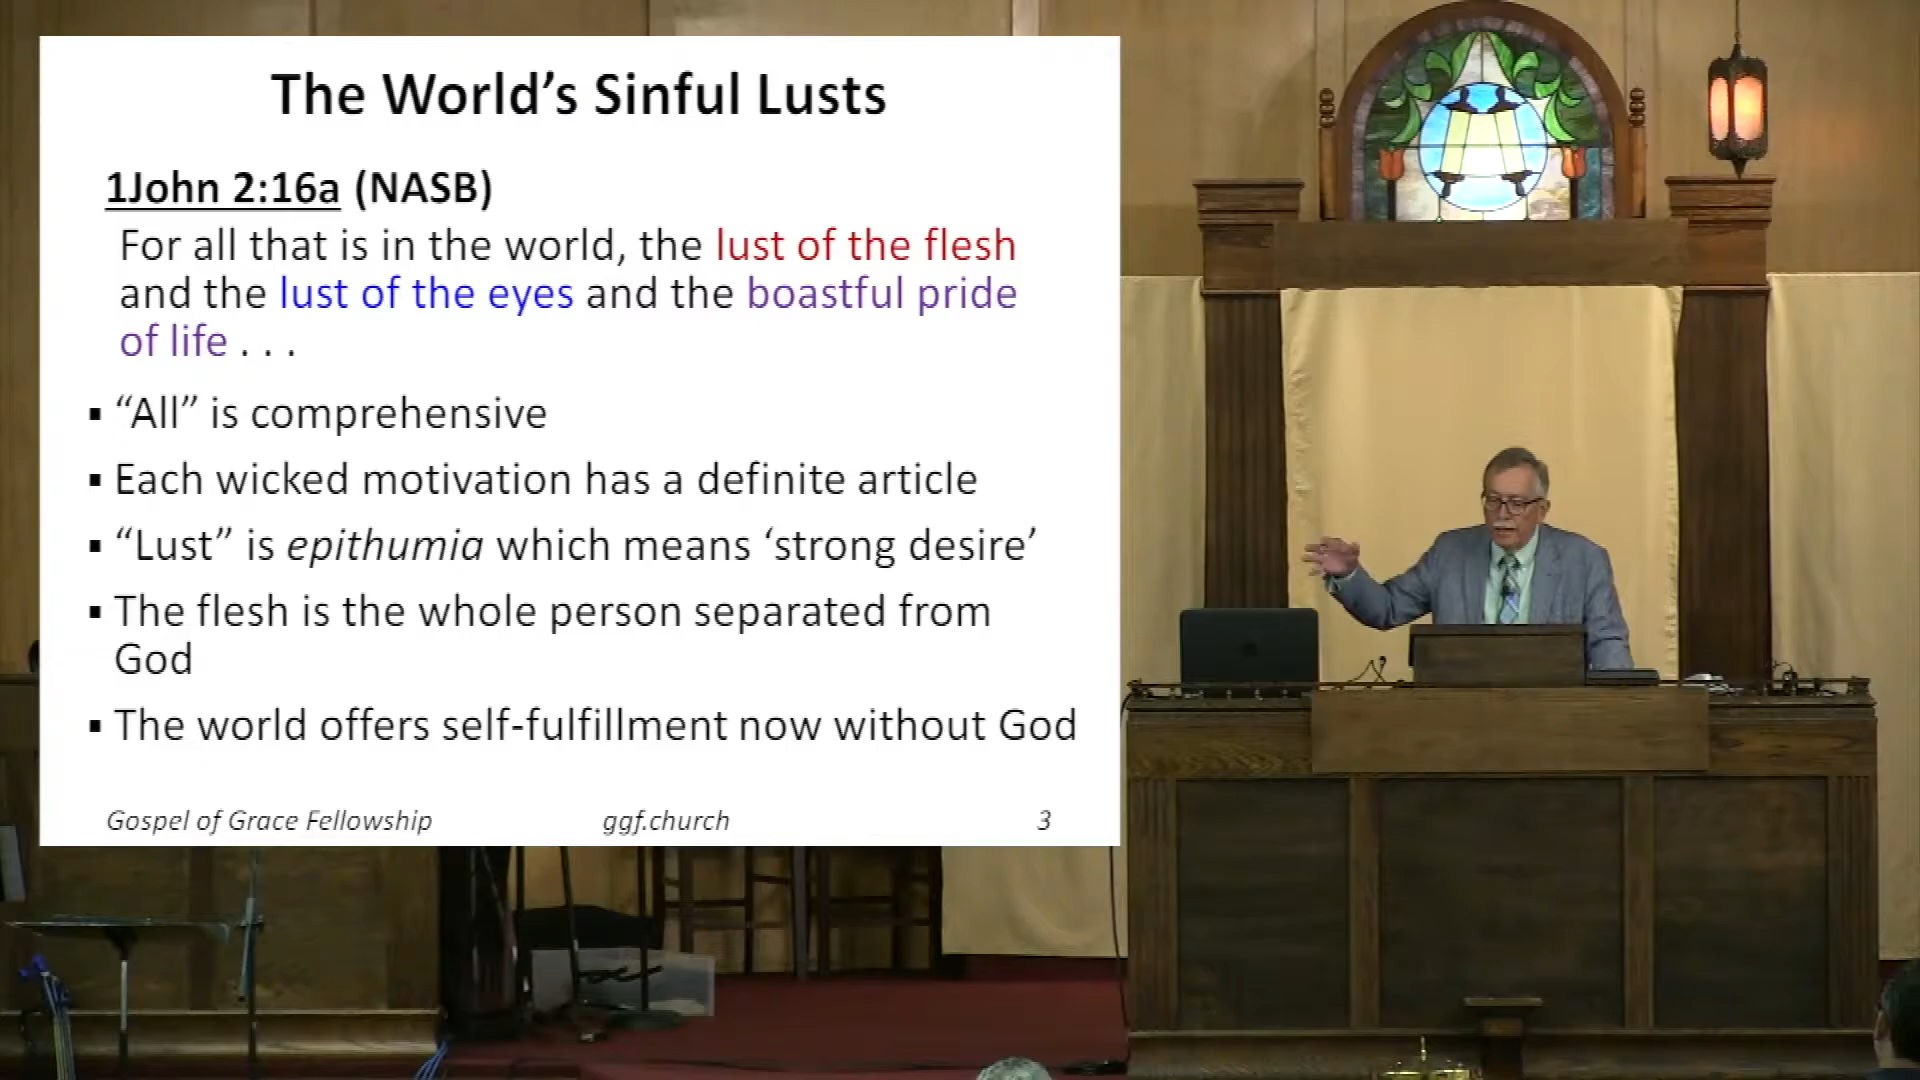 The World’s Sinful Lusts
1John 2:16a (NASB)
For all that is in the world, the lust of the flesh
and the lust of the eyes and the boastful pride
of life . . .
▪ “All” is comprehensive
▪ Each wicked motivation has a definite article
▪ “Lust” is epithumia which means ‘strong desire’
▪ The flesh is the whole person separated from
God
▪ The world offers self-fulfillment now without God
Gospel of Grace Fellowship ggf.church 3